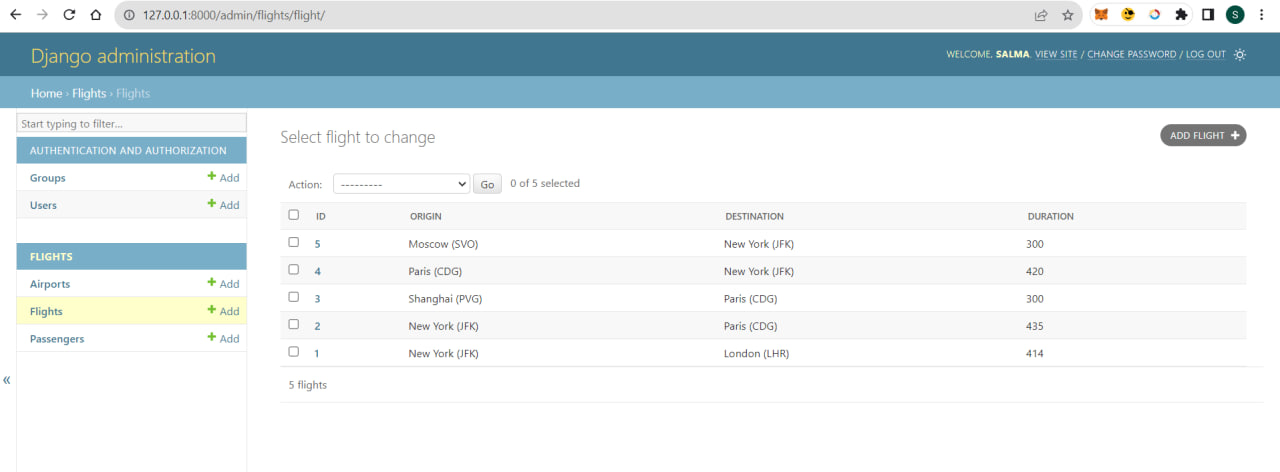 127.0.0.1:8000/admin/flights/flight/
S
Django administration
WELCOME, SALMA. VIEW SITE / CHANGE PASSWORD / LOG OUT
Home › Flights › Flights
Start typing to filter...
AUTHENTICATION AND AUTHORIZATION
Groups + Add
Users + Add
FLIGHTS
Airports + Add
Flights + Add
Passengers + Add
«
Select flight to change
ADD FLIGHT +
Action: --------- Go 0 of 5 selected
ID ORIGIN DESTINATION DURATION
5 Moscow (SVO) New York (JFK) 300
4 Paris (CDG) New York (JFK) 420
3 Shanghai (PVG) Paris (CDG) 300
2 New York (JFK) Paris (CDG) 435
1 New York (JFK) London (LHR) 414
5 flights